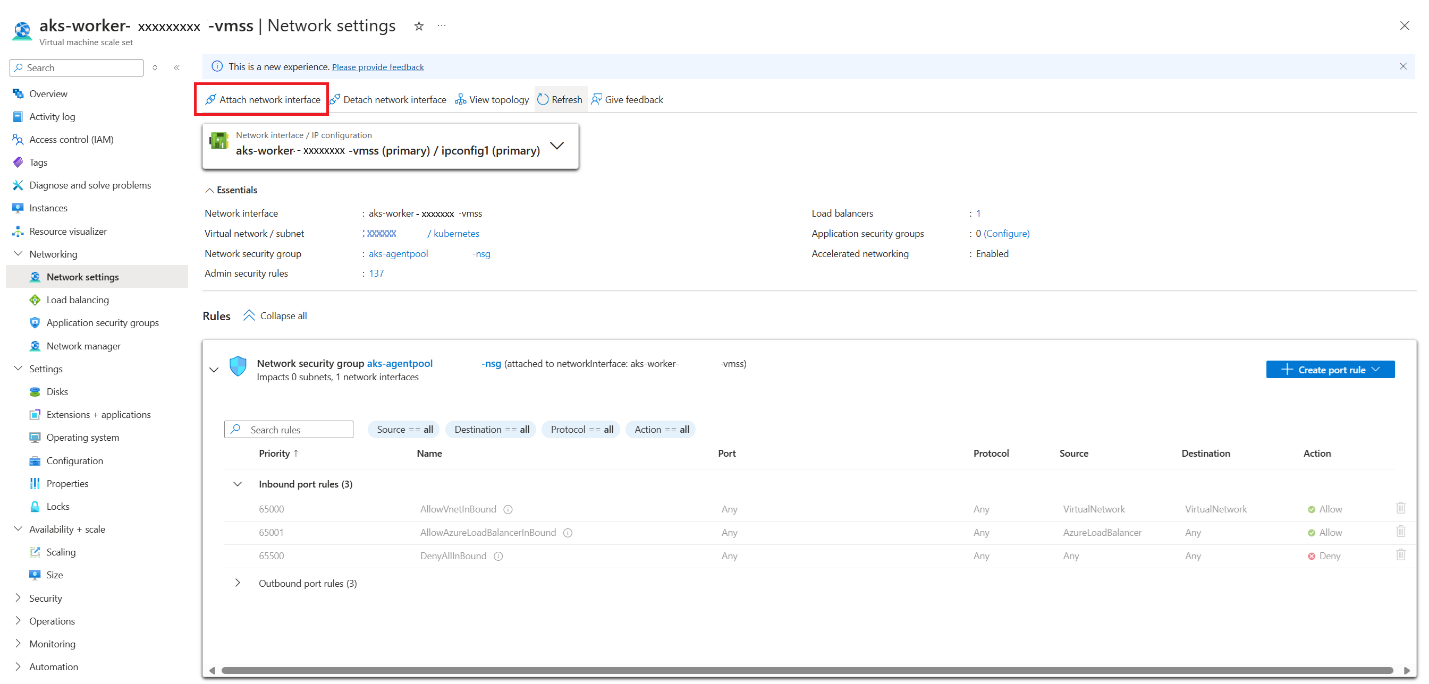 aks-worker- xxxxxxxxx -vmss | Network settings ☆ ···
Virtual machine scale set
Search
Overview
Activity log
Access control (IAM)
Tags
Diagnose and solve problems
Instances
Resource visualizer
Networking
Network settings
Load balancing
Application security groups
Network manager
Settings
Disks
Extensions + applications
Operating system
Configuration
Properties
Locks
Availability + scale
Scaling
Size
Security
Operations
Monitoring
Automation
This is a new experience. Please provide feedback
Attach network interface Detach network interface View topology Refresh Give feedback
Network interface / IP configuration
aks-worker-- xxxxxxxx -vmss (primary) / ipconfig1 (primary)
Essentials
Network interface : aks-worker - xxxxxxx -vmss
Virtual network / subnet : XXXXXX / kubernetes
Network security group : aks-agentpool -nsg
Admin security rules : 137
Load balancers : 1
Application security groups : 0 (Configure)
Accelerated networking : Enabled
Rules Collapse all
Network security group aks-agentpool -nsg (attached to networkInterface: aks-worker- vmss)
Impacts 0 subnets, 1 network interfaces
Create port rule
Search rules Source == all Destination == all Protocol == all Action == all
Priority ↑ Name Port Protocol Source Destination Action
Inbound port rules (3)
65000 AllowVnetInBound Any Any VirtualNetwork VirtualNetwork Allow
65001 AllowAzureLoadBalancerInBound Any Any AzureLoadBalancer Any Allow
65500 DenyAllInBound Any Any Any Any Deny
Outbound port rules (3)